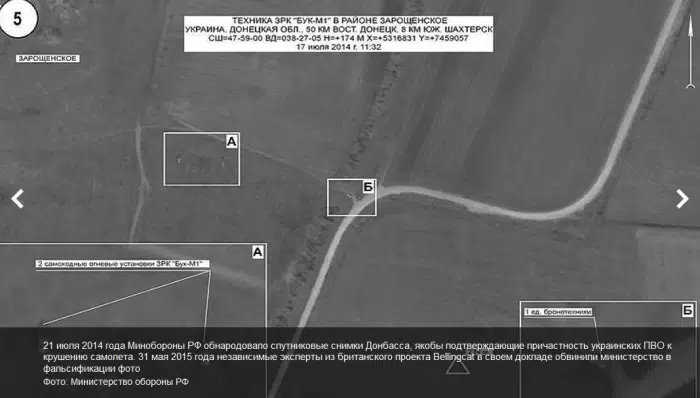 5
ТЕХНИКА ЗРК "БУК-М1" В РАЙОНЕ ЗАРОЩЕНСКОЕ
УКРАИНА, ДОНЕЦКАЯ ОБЛ., 50 КМ ВОСТ. ДОНЕЦК, 8 КМ ЮЖ. ШАХТЕРСК
СШ=47-59-00 ВД=038-27-05 Н=+174 М X=+5316831 Y=+7459057
17 июля 2014 г. 11:32
ЗАРОЩЕНСКОЕ
А
Б
А
2 самоходные огневые установки ЗРК "Бук-М1"
Б
1 ед. бронетехники
21 июля 2014 года Минобороны РФ обнародовало спутниковые снимки Донбасса, якобы подтверждающие причастность украинских ПВО к
крушению самолета. 31 мая 2015 года независимые эксперты из британского проекта Bellingcat в своем докладе обвинили министерство в
фальсификации фото
Фото: Министерство обороны РФ